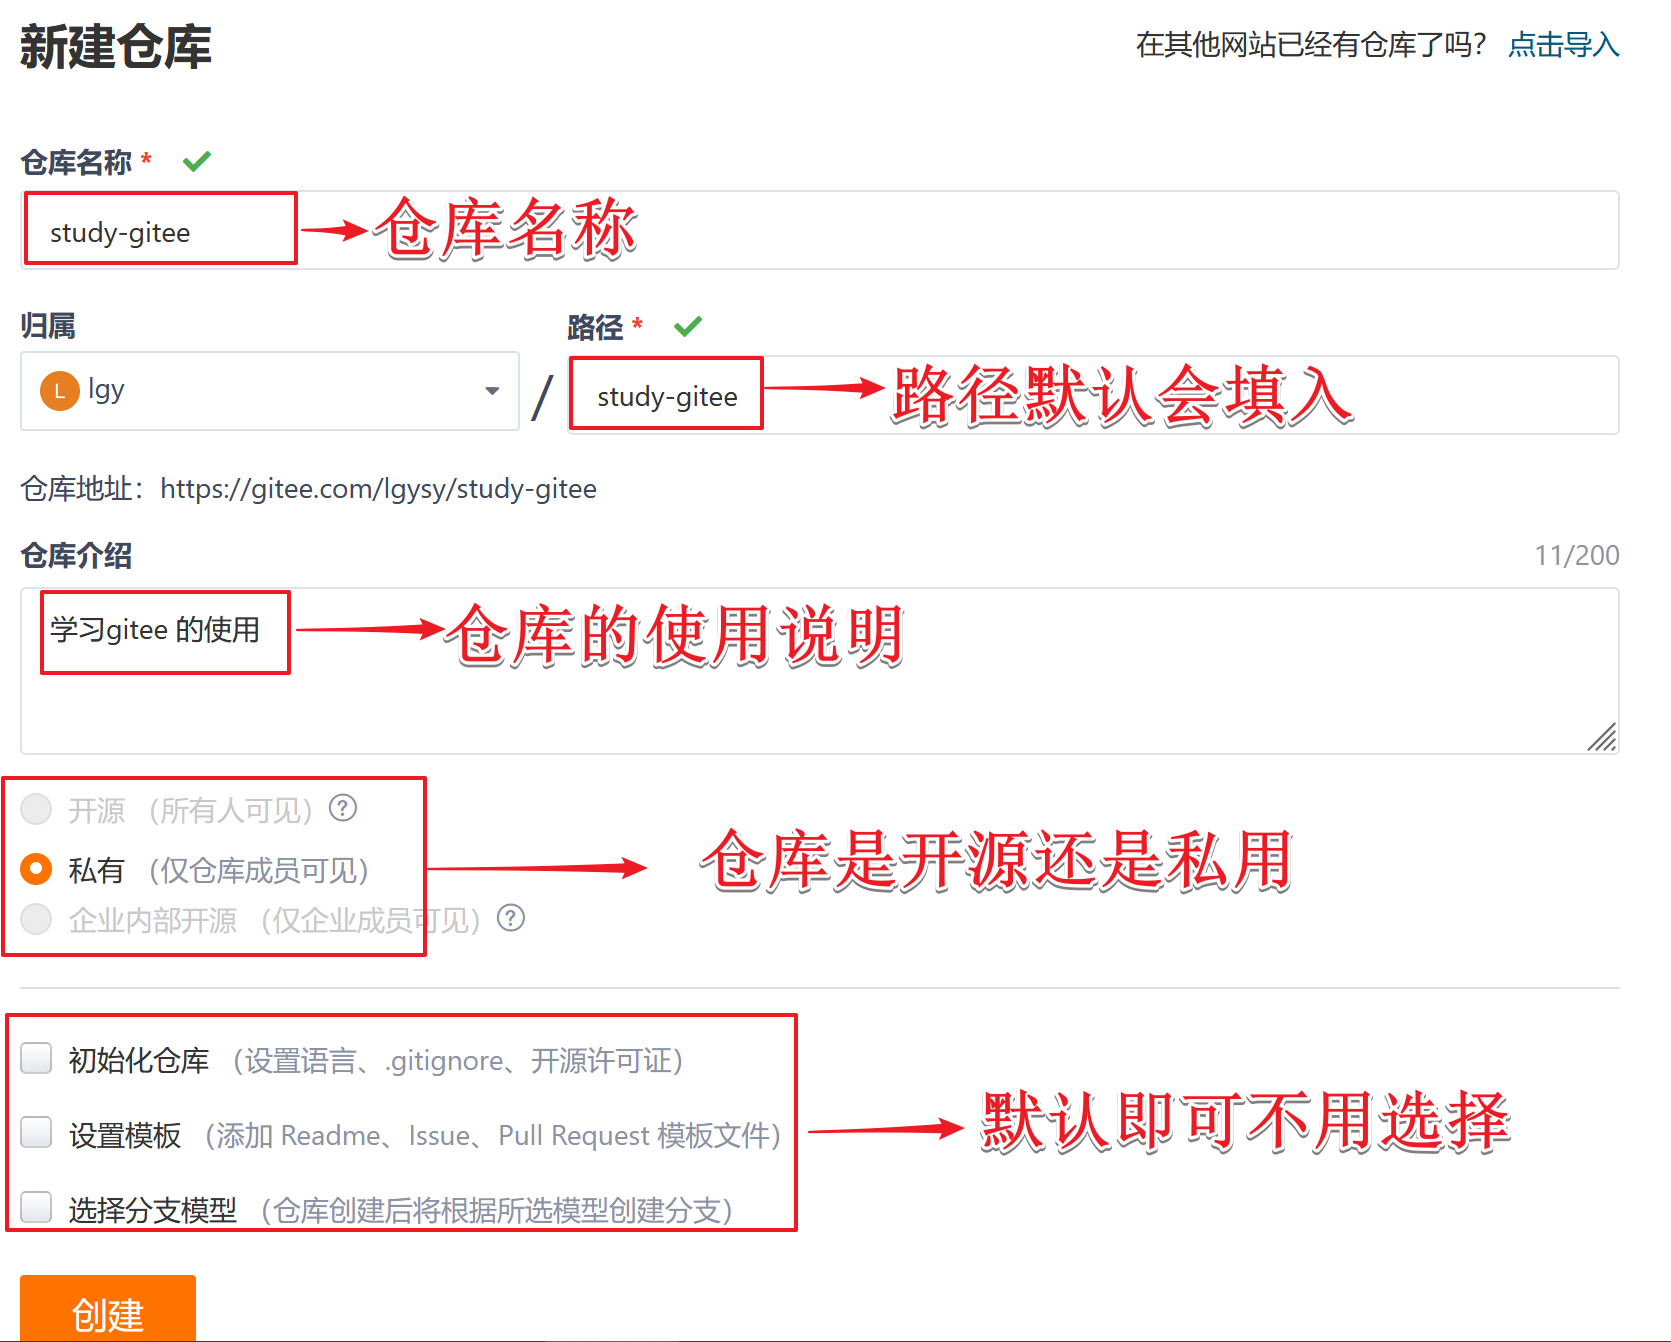 新建仓库
在其他网站已经有仓库了吗？ 点击导入
仓库名称 *
study-gitee 仓库名称
归属
路径 *
L lgy / study-gitee 路径默认会填入
仓库地址：https://gitee.com/lgysy/study-gitee
仓库介绍 11/200
学习gitee 的使用 仓库的使用说明
开源 （所有人可见） ?
私有 （仅仓库成员可见） 仓库是开源还是私用
企业内部开源 （仅企业成员可见） ?
初始化仓库 （设置语言、.gitignore、开源许可证）
设置模板 （添加 Readme、Issue、Pull Request 模板文件） 默认即可不用选择
选择分支模型 （仓库创建后将根据所选模型创建分支）
创建